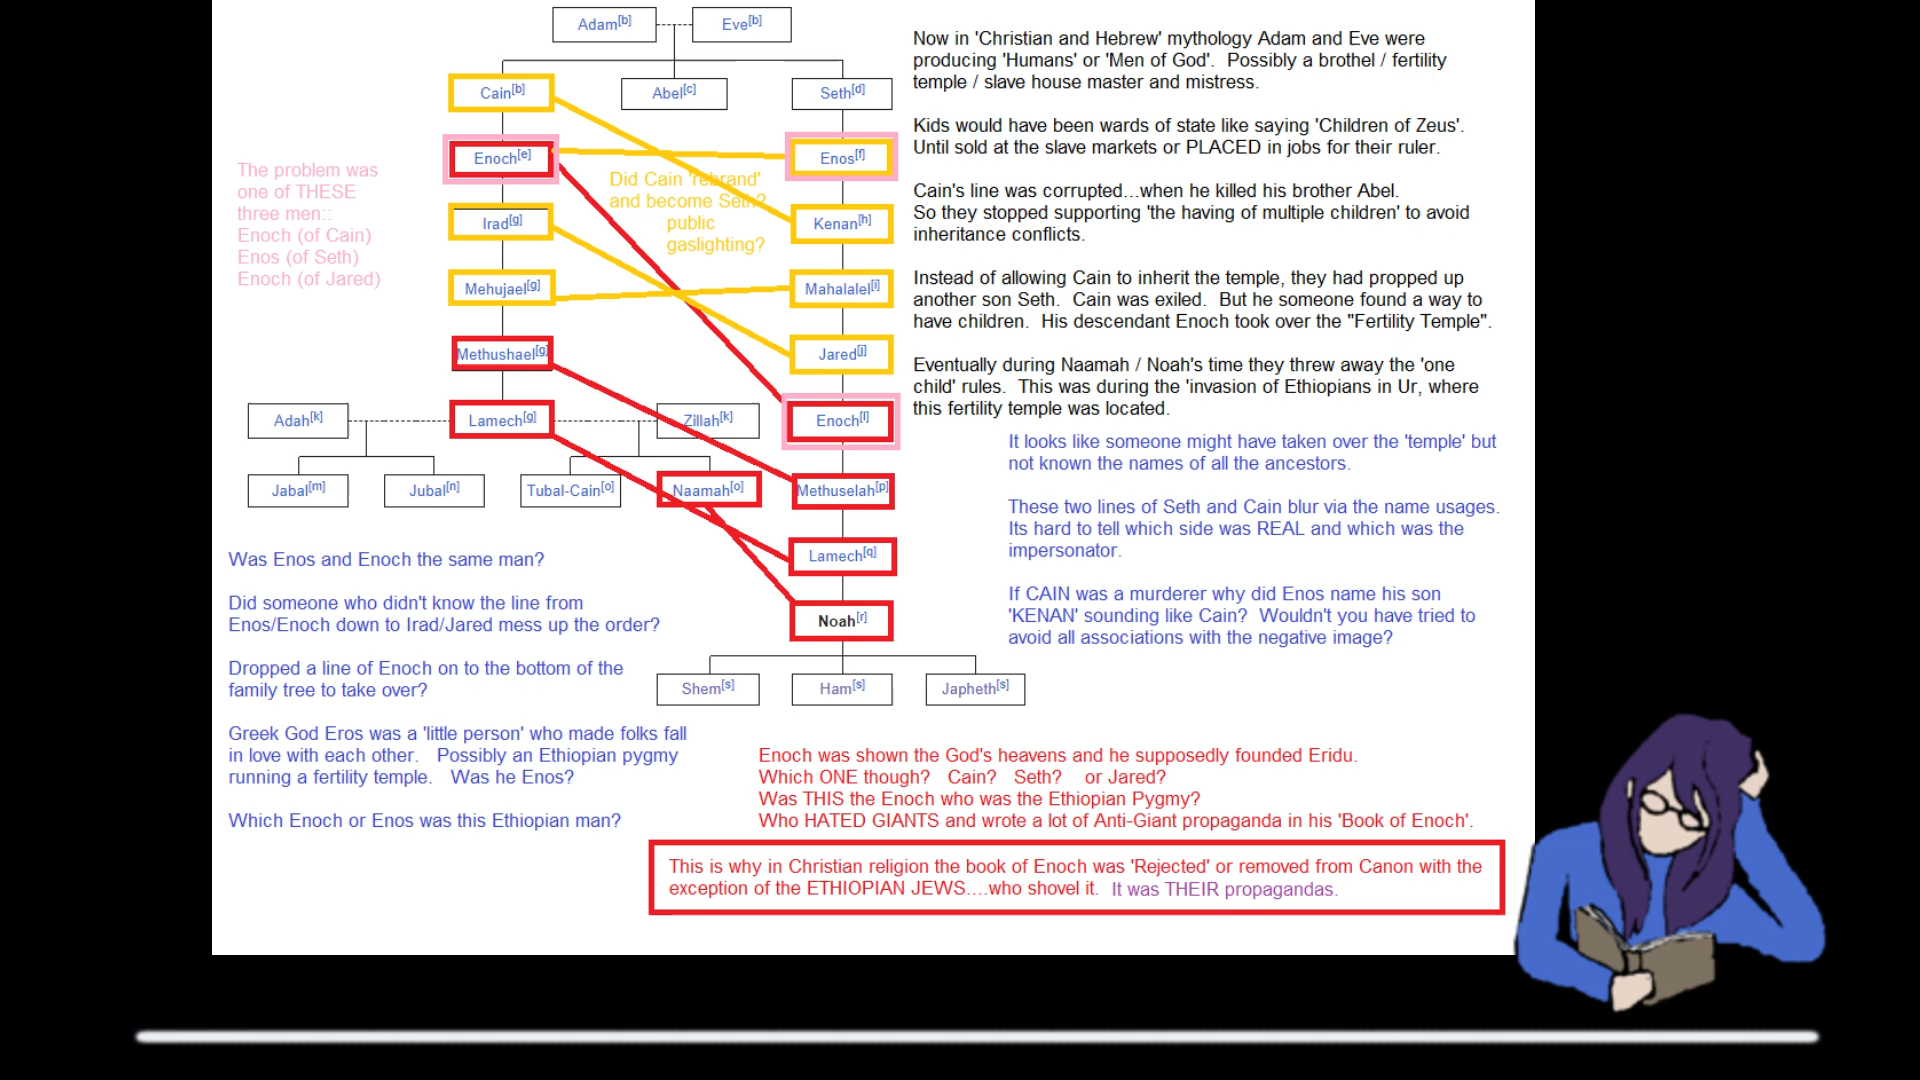 Adam[b]
Eve[b]
Cain[b]
Abel[c]
Seth[d]
Enoch[e]
Enos[f]
Irad[g]
Kenan[h]
Mehujael[g]
Mahalalel[i]
Methushael[g]
Jared[j]
Adah[k]
Lamech[g]
Zillah[k]
Enoch[l]
Jabal[m]
Jubal[n]
Tubal-Cain[o]
Naamah[o]
Methuselah[p]
Lamech[q]
Noah[r]
Shem[s]
Ham[s]
Japheth[s]
The problem was
one of THESE
three men::
Enoch (of Cain)
Enos (of Seth)
Enoch (of Jared)
Did Cain 'rebrand'
and become Seth?
public
gaslighting?
Now in 'Christian and Hebrew' mythology Adam and Eve were
producing 'Humans' or 'Men of God'. Possibly a brothel / fertility
temple / slave house master and mistress.
Kids would have been wards of state like saying 'Children of Zeus'.
Until sold at the slave markets or PLACED in jobs for their ruler.
Cain's line was corrupted...when he killed his brother Abel.
So they stopped supporting 'the having of multiple children' to avoid
inheritance conflicts.
Instead of allowing Cain to inherit the temple, they had propped up
another son Seth. Cain was exiled. But he someone found a way to
have children. His descendant Enoch took over the "Fertility Temple".
Eventually during Naamah / Noah's time they threw away the 'one
child' rules. This was during the 'invasion of Ethiopians in Ur, where
this fertility temple was located.
It looks like someone might have taken over the 'temple' but
not known the names of all the ancestors.
These two lines of Seth and Cain blur via the name usages.
Its hard to tell which side was REAL and which was the
impersonator.
If CAIN was a murderer why did Enos name his son
'KENAN' sounding like Cain? Wouldn't you have tried to
avoid all associations with the negative image?
Was Enos and Enoch the same man?
Did someone who didn't know the line from
Enos/Enoch down to Irad/Jared mess up the order?
Dropped a line of Enoch on to the bottom of the
family tree to take over?
Greek God Eros was a 'little person' who made folks fall
in love with each other. Possibly an Ethiopian pygmy
running a fertility temple. Was he Enos?
Which Enoch or Enos was this Ethiopian man?
Enoch was shown the God's heavens and he supposedly founded Eridu.
Which ONE though? Cain? Seth? or Jared?
Was THIS the Enoch who was the Ethiopian Pygmy?
Who HATED GIANTS and wrote a lot of Anti-Giant propaganda in his 'Book of Enoch'.
This is why in Christian religion the book of Enoch was 'Rejected' or removed from Canon with the
exception of the ETHIOPIAN JEWS....who shovel it. It was THEIR propagandas.